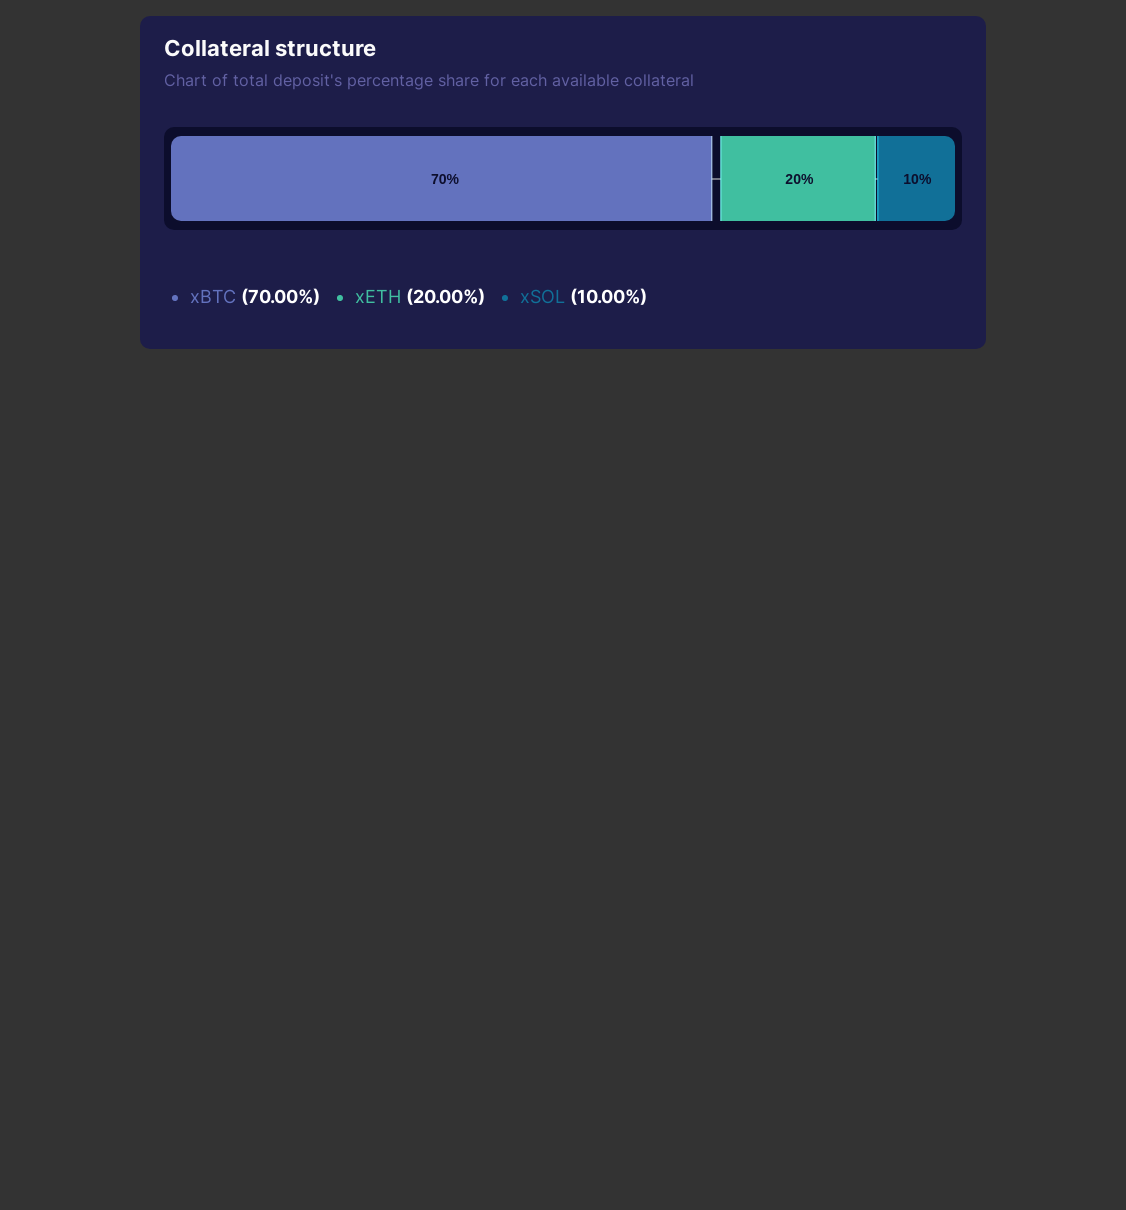 Collateral structure
Chart of total deposit's percentage share for each available collateral
70% 20% 10%
xBTC (70.00%) xETH (20.00%) xSOL (10.00%)